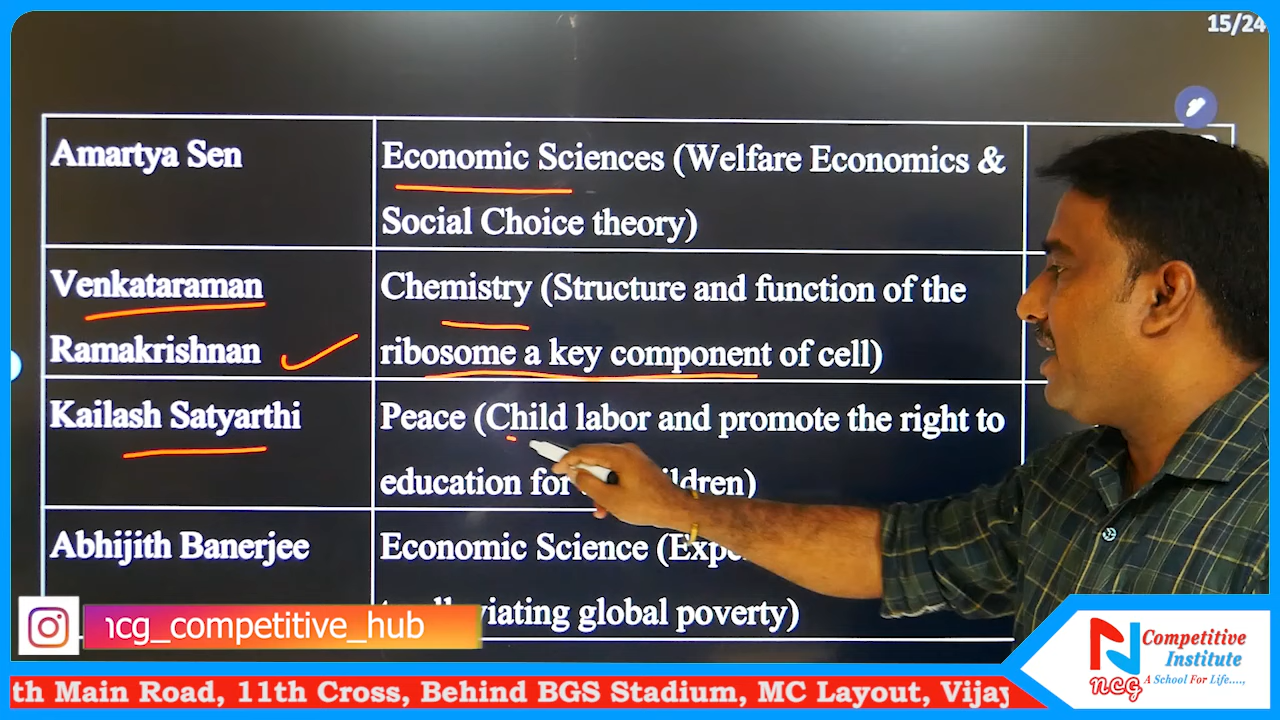 15/24
Amartya Sen
Economic Sciences (Welfare Economics &
Social Choice theory)
Venkataraman
Ramakrishnan
Chemistry (Structure and function of the
ribosome a key component of cell)
Kailash Satyarthi
Peace (Child labor and promote the right to
education for
Abhijith Banerjee
Economic Science
global poverty)
ncg_competitive_hub
N
Competitive
Institute
ncg
A School For Life....,
th Main Road, 11th Cross, Behind BGS Stadium, MC Layout, Vijay